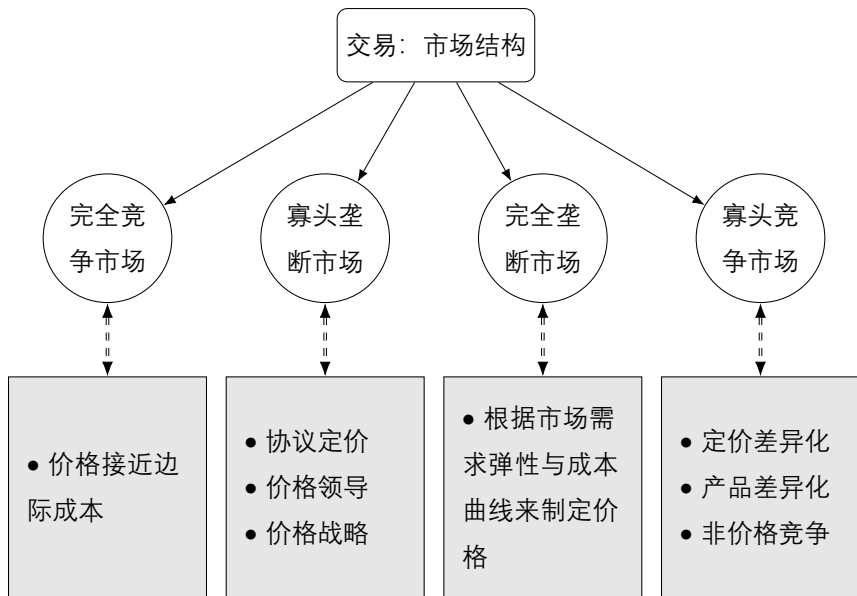 交易：市场结构
完全竞
争市场
寡头垄
断市场
完全垄
断市场
寡头竞
争市场
● 价格接近边
际成本
● 协议定价
● 价格领导
● 价格战略
● 根据市场需
求弹性与成本
曲线来制定价
格
● 定价差异化
● 产品差异化
● 非价格竞争